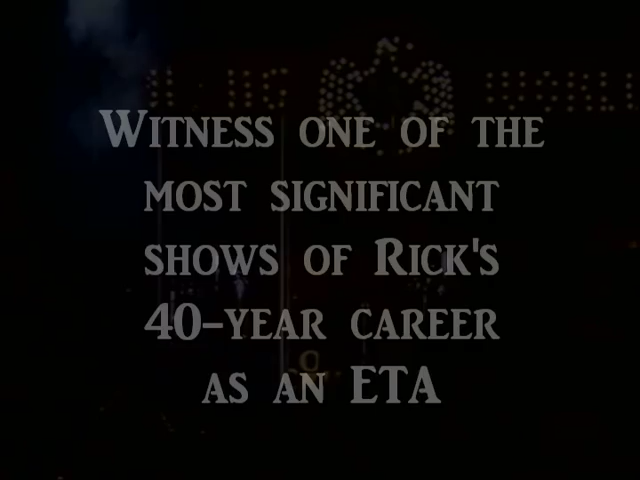 Witness one of the
most significant
shows of Rick's
40-year career
as an ETA